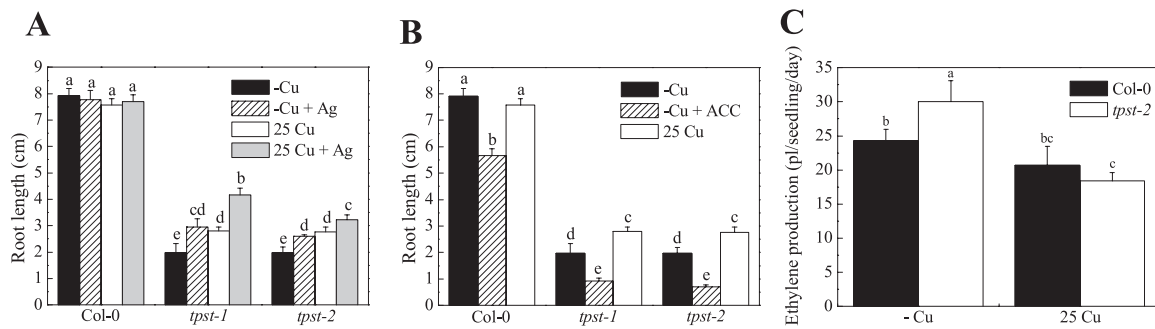 A
Root length (cm)
9
8
7
6
5
4
3
2
1
0
-Cu
-Cu + Ag
25 Cu
25 Cu + Ag
a a a a
e cd d b
e d d c
Col-0 tpst-1 tpst-2
B
Root length (cm)
9
8
7
6
5
4
3
2
1
0
-Cu
-Cu + ACC
25 Cu
a b a
d e c
d e c
Col-0 tpst-1 tpst-2
C
Ethylene production (pl/seedling/day)
35
30
25
20
15
10
5
0
Col-0
tpst-2
b a
bc c
- Cu 25 Cu